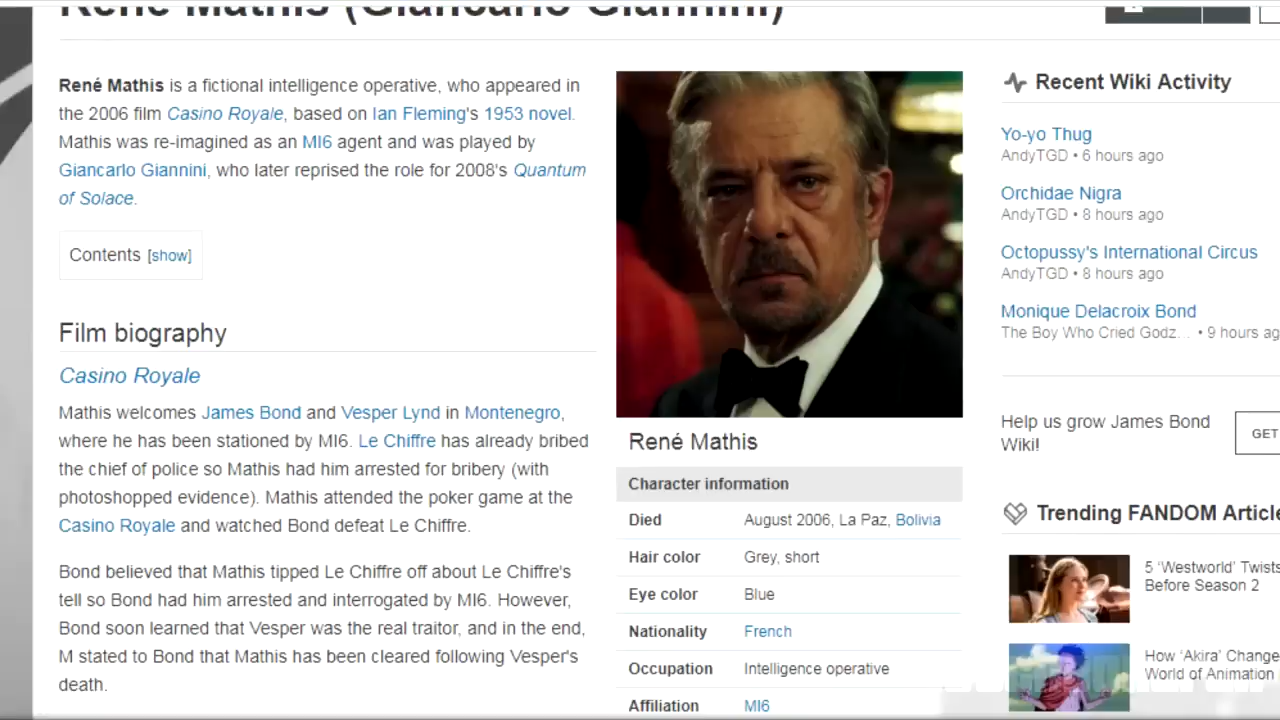 René Mathis (Giancarlo Giannini)
René Mathis is a fictional intelligence operative, who appeared in
the 2006 film Casino Royale, based on Ian Fleming's 1953 novel.
Mathis was re-imagined as an MI6 agent and was played by
Giancarlo Giannini, who later reprised the role for 2008's Quantum
of Solace.
Contents [show]
Film biography
Casino Royale
Mathis welcomes James Bond and Vesper Lynd in Montenegro,
where he has been stationed by MI6. Le Chiffre has already bribed
the chief of police so Mathis had him arrested for bribery (with
photoshopped evidence). Mathis attended the poker game at the
Casino Royale and watched Bond defeat Le Chiffre.
Bond believed that Mathis tipped Le Chiffre off about Le Chiffre's
tell so Bond had him arrested and interrogated by MI6. However,
Bond soon learned that Vesper was the real traitor, and in the end,
M stated to Bond that Mathis has been cleared following Vesper's
death.
René Mathis
Character information
Died August 2006, La Paz, Bolivia
Hair color Grey, short
Eye color Blue
Nationality French
Occupation Intelligence operative
Affiliation MI6
Recent Wiki Activity
Yo-yo Thug
AndyTGD • 6 hours ago
Orchidae Nigra
AndyTGD • 8 hours ago
Octopussy's International Circus
AndyTGD • 8 hours ago
Monique Delacroix Bond
The Boy Who Cried Godz... • 9 hours ag
Help us grow James Bond
Wiki!
GET
Trending FANDOM Article
5 ‘Westworld’ Twists
Before Season 2
How ‘Akira’ Change
World of Animation